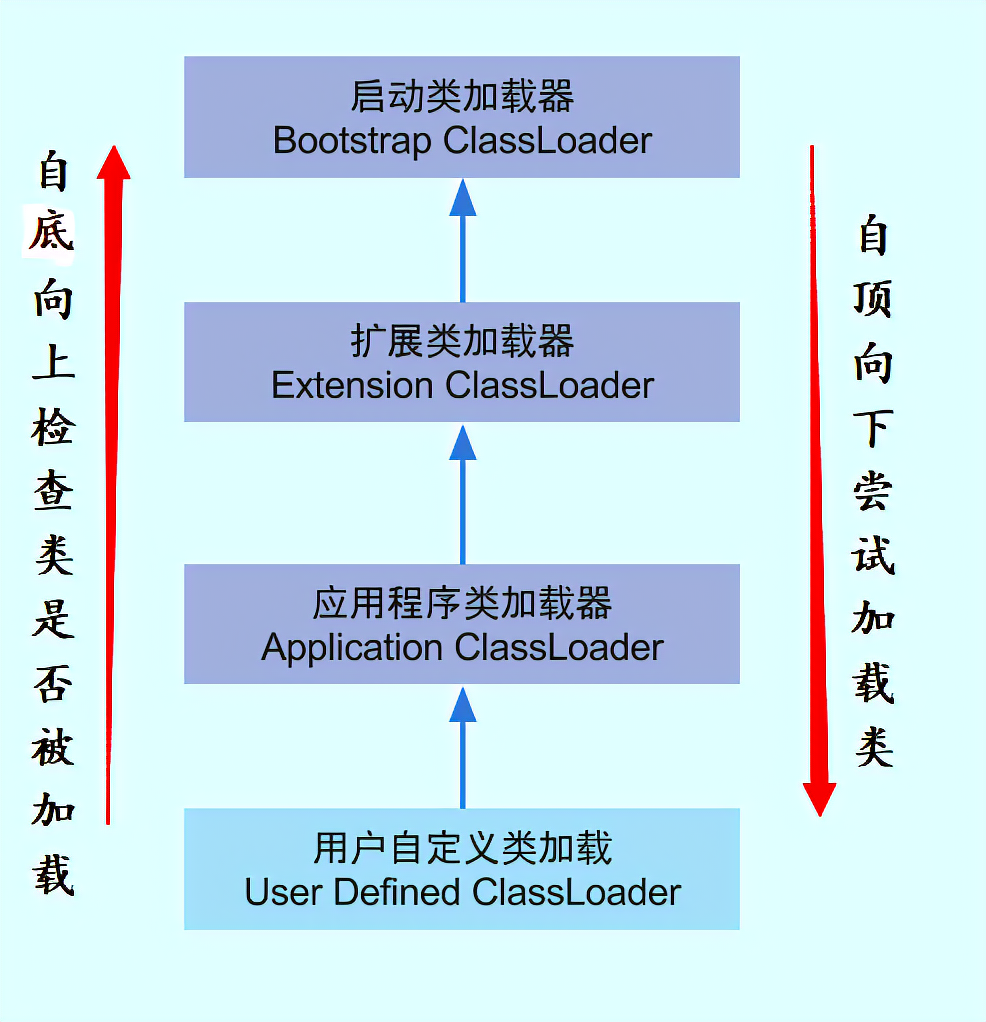 启动类加载器
Bootstrap ClassLoader
自底向上检查类是否被加载
扩展类加载器
Extension ClassLoader
自顶向下尝试加载类
应用程序类加载器
Application ClassLoader
用户自定义类加载
User Defined ClassLoader